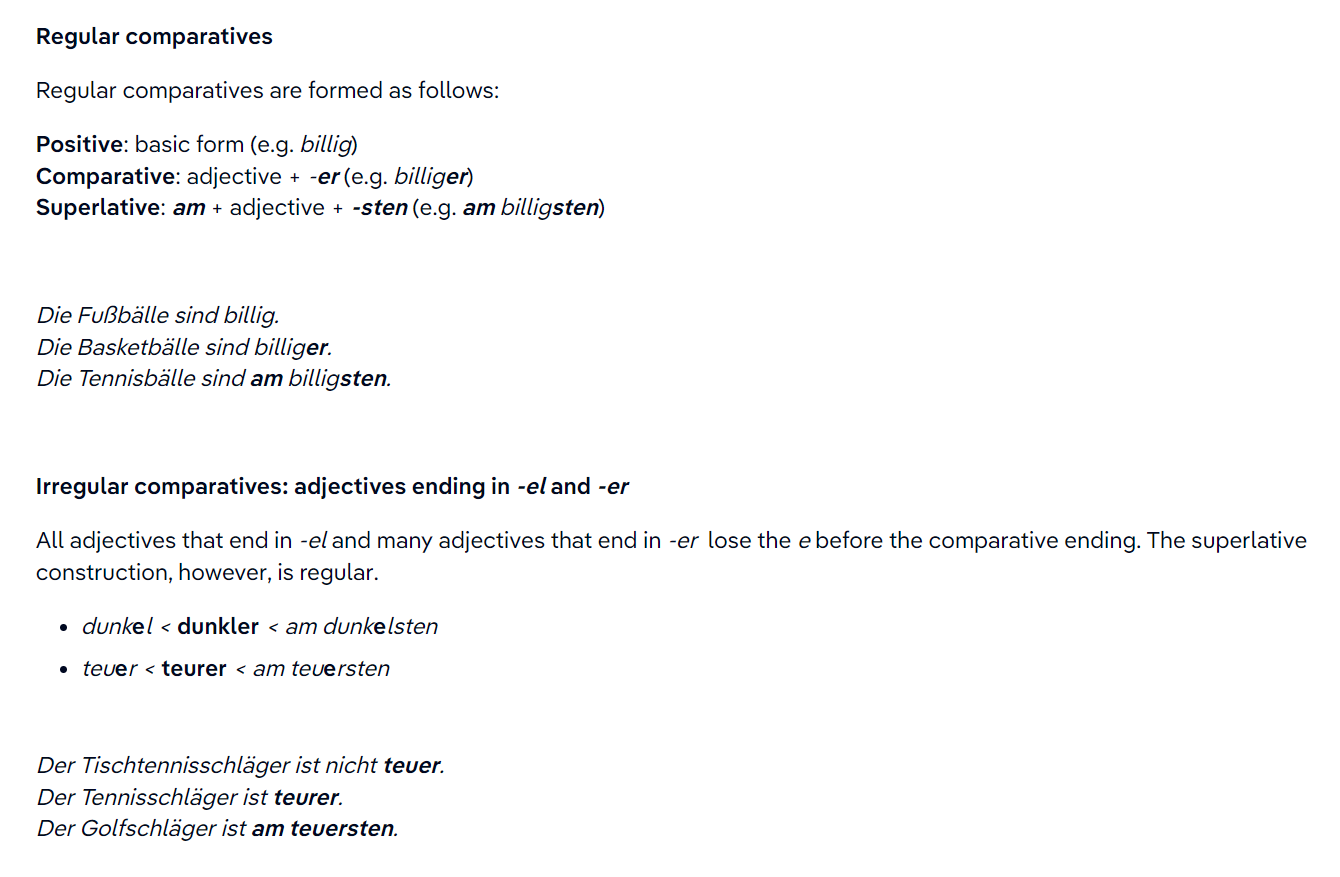 Regular comparatives
Regular comparatives are formed as follows:
Positive: basic form (e.g. billig)
Comparative: adjective + -er (e.g. billiger)
Superlative: am + adjective + -sten (e.g. am billigsten)
Die Fußbälle sind billig.
Die Basketbälle sind billiger.
Die Tennisbälle sind am billigsten.
Irregular comparatives: adjectives ending in -el and -er
All adjectives that end in -el and many adjectives that end in -er lose the e before the comparative ending. The superlative
construction, however, is regular.
• dunkel < dunkler < am dunkelsten
• teuer < teurer < am teuersten
Der Tischtennisschläger ist nicht teuer.
Der Tennisschläger ist teurer.
Der Golfschläger ist am teuersten.